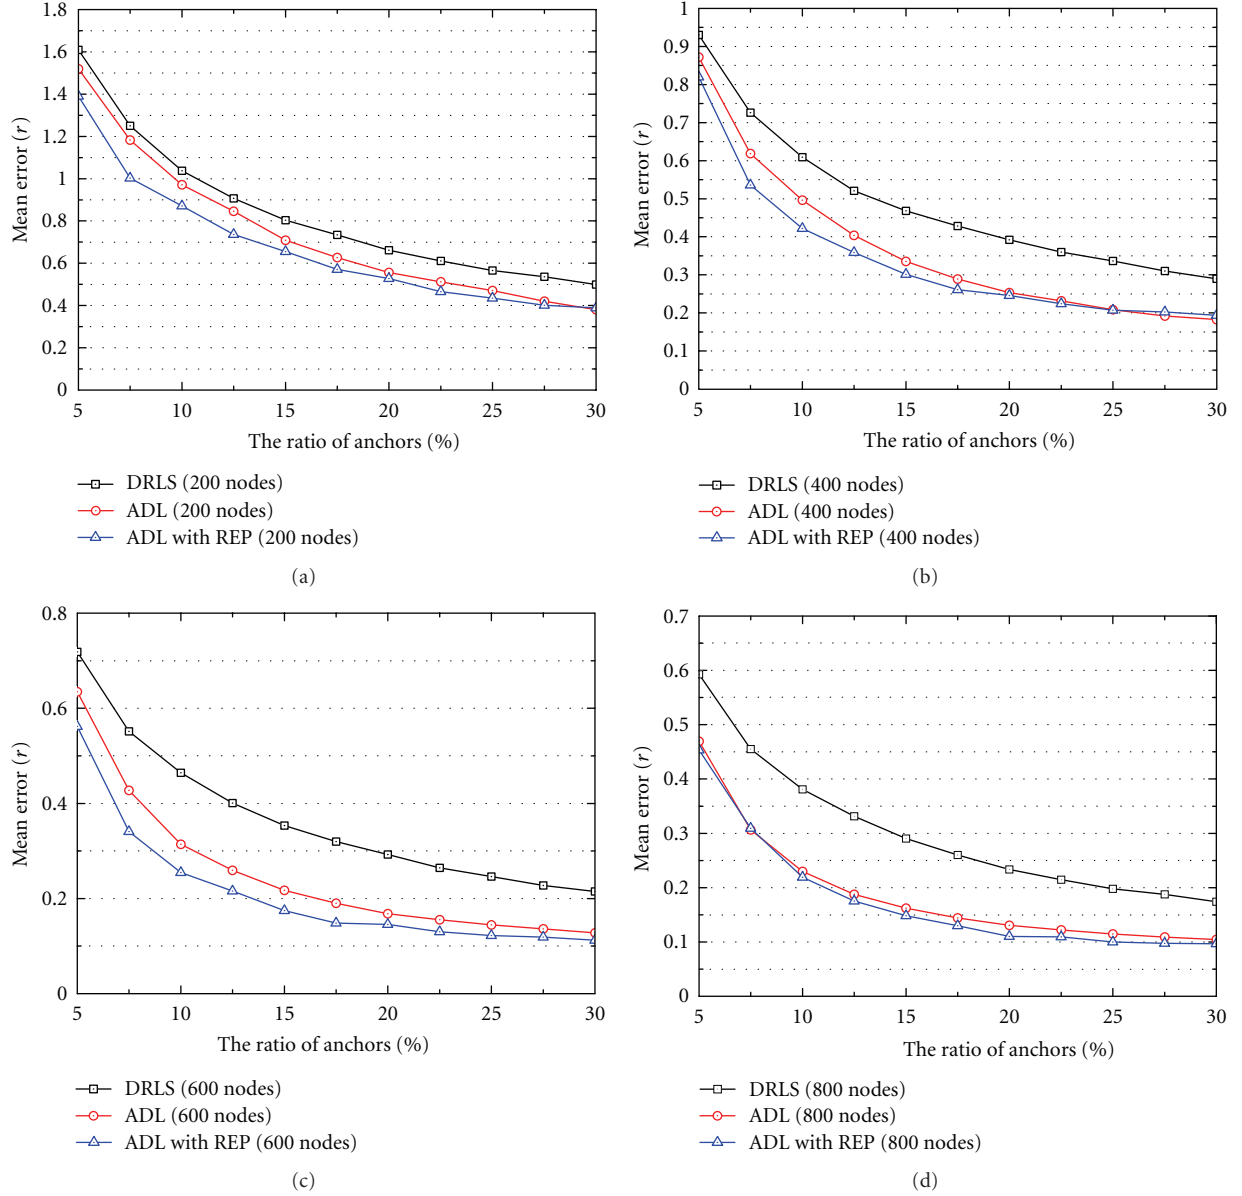 1.8
1.6
1.4
1.2
1
0.8
0.6
0.4
0.2
0
Mean error (r)
5 10 15 20 25 30
The ratio of anchors (%)
DRLS (200 nodes)
ADL (200 nodes)
ADL with REP (200 nodes)
(a)
1
0.9
0.8
0.7
0.6
0.5
0.4
0.3
0.2
0.1
0
Mean error (r)
5 10 15 20 25 30
The ratio of anchors (%)
DRLS (400 nodes)
ADL (400 nodes)
ADL with REP (400 nodes)
(b)
0.8
0.6
0.4
0.2
0
Mean error (r)
5 10 15 20 25 30
The ratio of anchors (%)
DRLS (600 nodes)
ADL (600 nodes)
ADL with REP (600 nodes)
(c)
0.7
0.6
0.5
0.4
0.3
0.2
0.1
0
Mean error (r)
5 10 15 20 25 30
The ratio of anchors (%)
DRLS (800 nodes)
ADL (800 nodes)
ADL with REP (800 nodes)
(d)